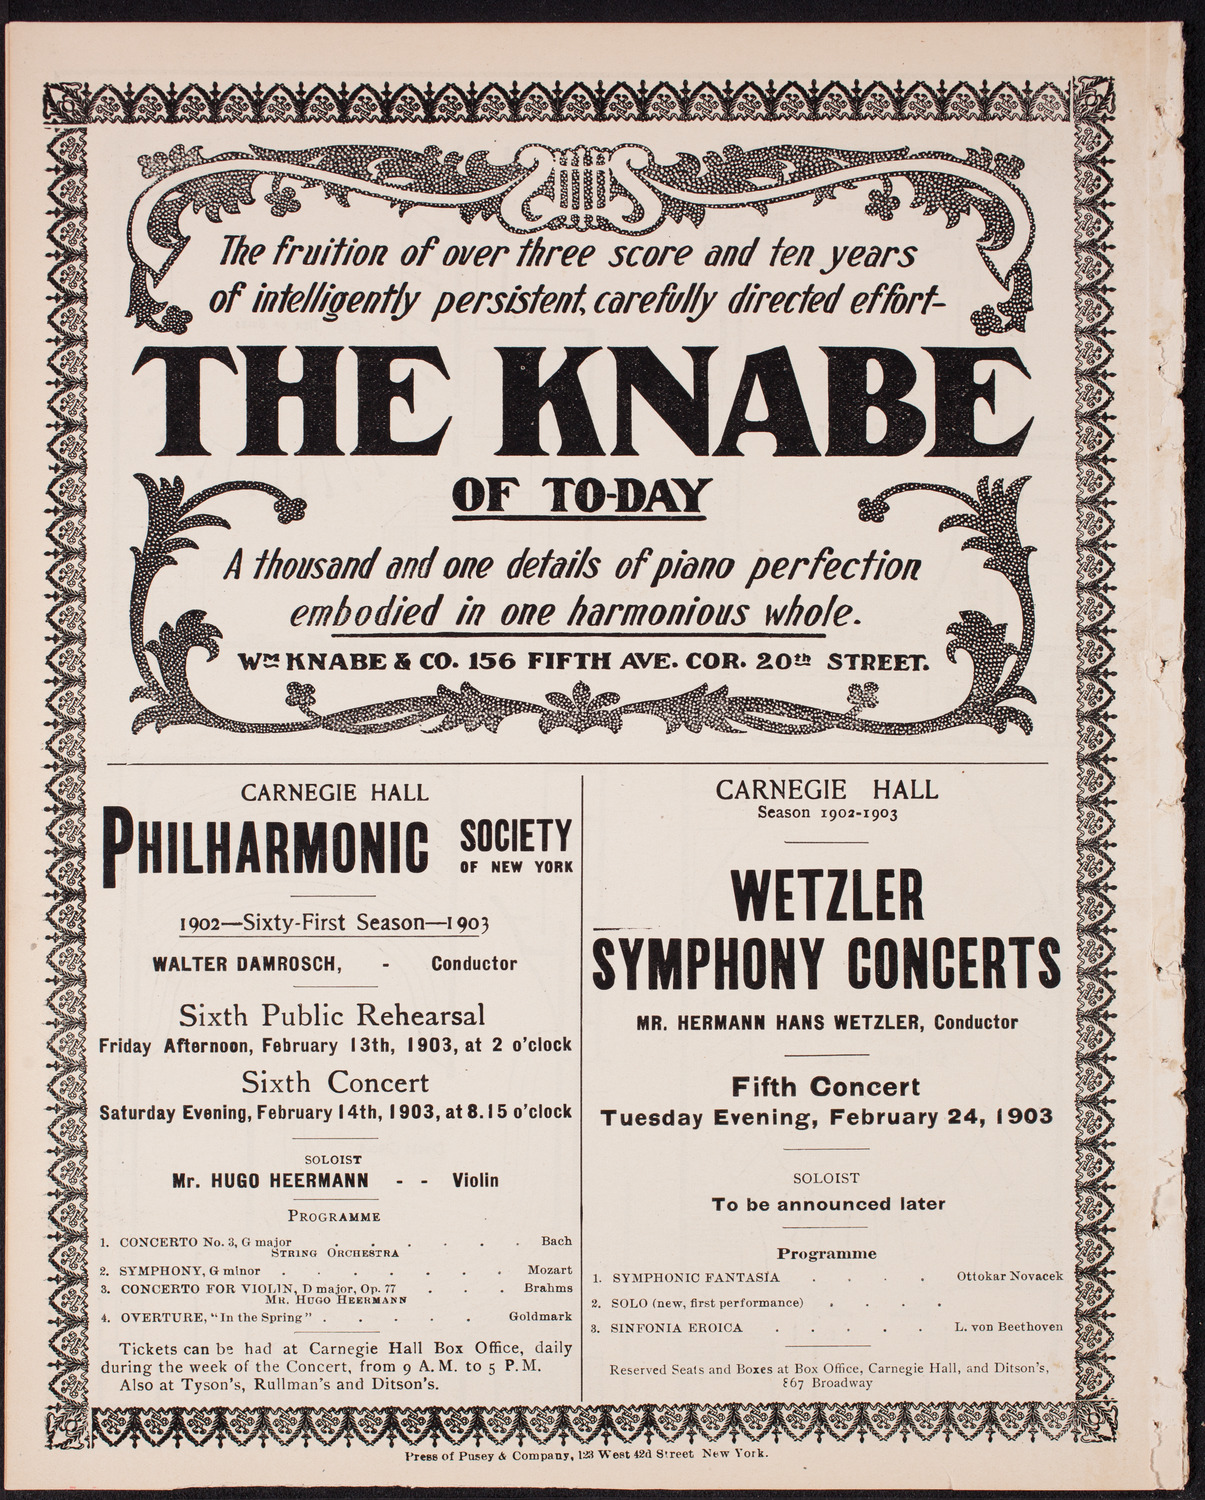 The fruition of over three score and ten years
of intelligently persistent, carefully directed effort-
THE KNABE
OF TO-DAY
A thousand and one details of piano perfection
embodied in one harmonious whole.
Wm KNABE & CO. 156 FIFTH AVE. COR. 20th STREET.
CARNEGIE HALL
PHILHARMONIC SOCIETY
OF NEW YORK
1902—Sixty-First Season—1903
WALTER DAMROSCH, - Conductor
Sixth Public Rehearsal
Friday Afternoon, February 13th, 1903, at 2 o'clock
Sixth Concert
Saturday Evening, February 14th, 1903, at 8.15 o'clock
SOLOIST
Mr. HUGO HEERMANN - - Violin
PROGRAMME
1. CONCERTO No. 3, G major . . . . . . Bach
STRING ORCHESTRA
2. SYMPHONY, G minor . . . . . . . Mozart
3. CONCERTO FOR VIOLIN, D major, Op. 77 . . . Brahms
MR. HUGO HEERMANN
4. OVERTURE, "In the Spring" . . . . . Goldmark
Tickets can be had at Carnegie Hall Box Office, daily
during the week of the Concert, from 9 A.M. to 5 P.M.
Also at Tyson's, Rullman's and Ditson's.
CARNEGIE HALL
Season 1902-1903
WETZLER
SYMPHONY CONCERTS
MR. HERMANN HANS WETZLER, Conductor
Fifth Concert
Tuesday Evening, February 24, 1903
SOLOIST
To be announced later
Programme
1. SYMPHONIC FANTASIA . . . . Ottokar Novacek
2. SOLO (new, first performance) . . . .
3. SINFONIA EROICA . . . . . L. von Beethoven
Reserved Seats and Boxes at Box Office, Carnegie Hall, and Ditson's,
867 Broadway
Press of Pusey & Company, 123 West 42d Street New York.